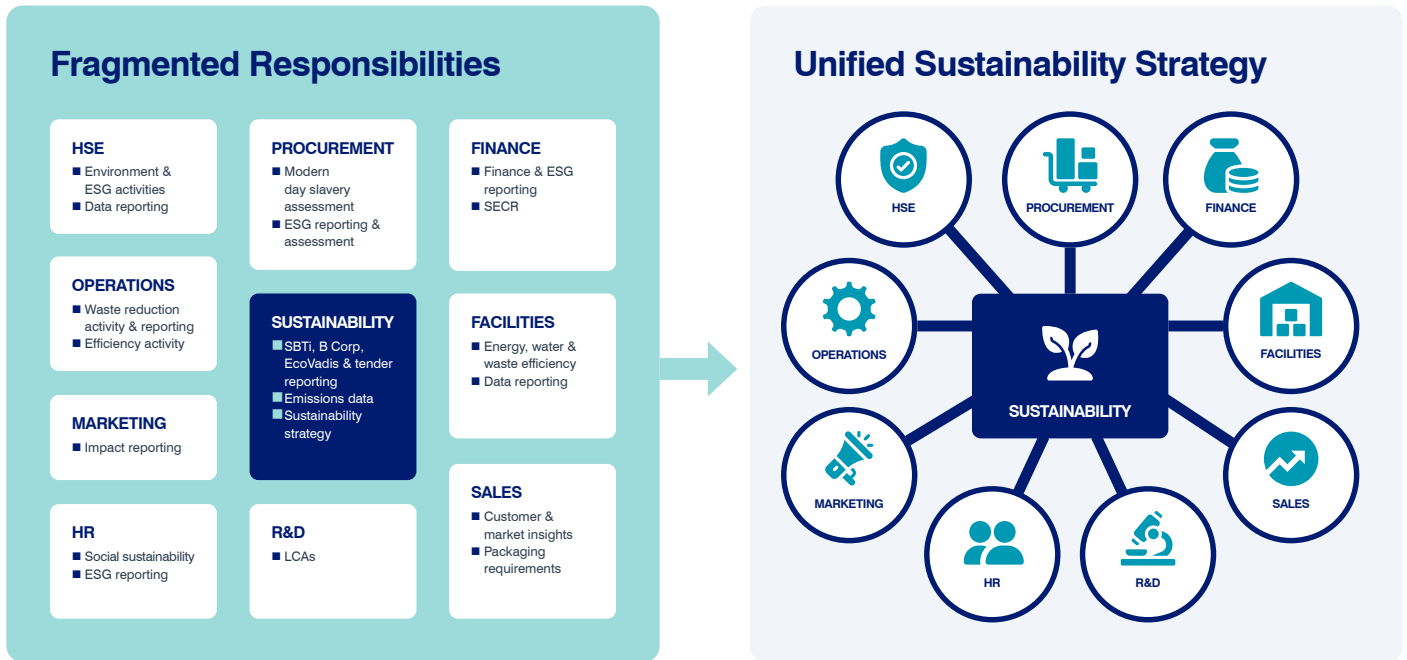 Fragmented Responsibilities
HSE
■ Environment &
ESG activities
■ Data reporting
OPERATIONS
■ Waste reduction
activity & reporting
■ Efficiency activity
MARKETING
■ Impact reporting
HR
■ Social sustainability
■ ESG reporting
PROCUREMENT
■ Modern
day slavery
assessment
■ ESG reporting &
assessment
SUSTAINABILITY
■ SBTi, B Corp,
EcoVadis & tender
reporting
■ Emissions data
■ Sustainability
strategy
R&D
■ LCAs
FINANCE
■ Finance & ESG
reporting
■ SECR
FACILITIES
■ Energy, water &
waste efficiency
■ Data reporting
SALES
■ Customer &
market insights
■ Packaging
requirements
Unified Sustainability Strategy
HSE
PROCUREMENT
FINANCE
OPERATIONS
FACILITIES
SUSTAINABILITY
MARKETING
SALES
HR
R&D